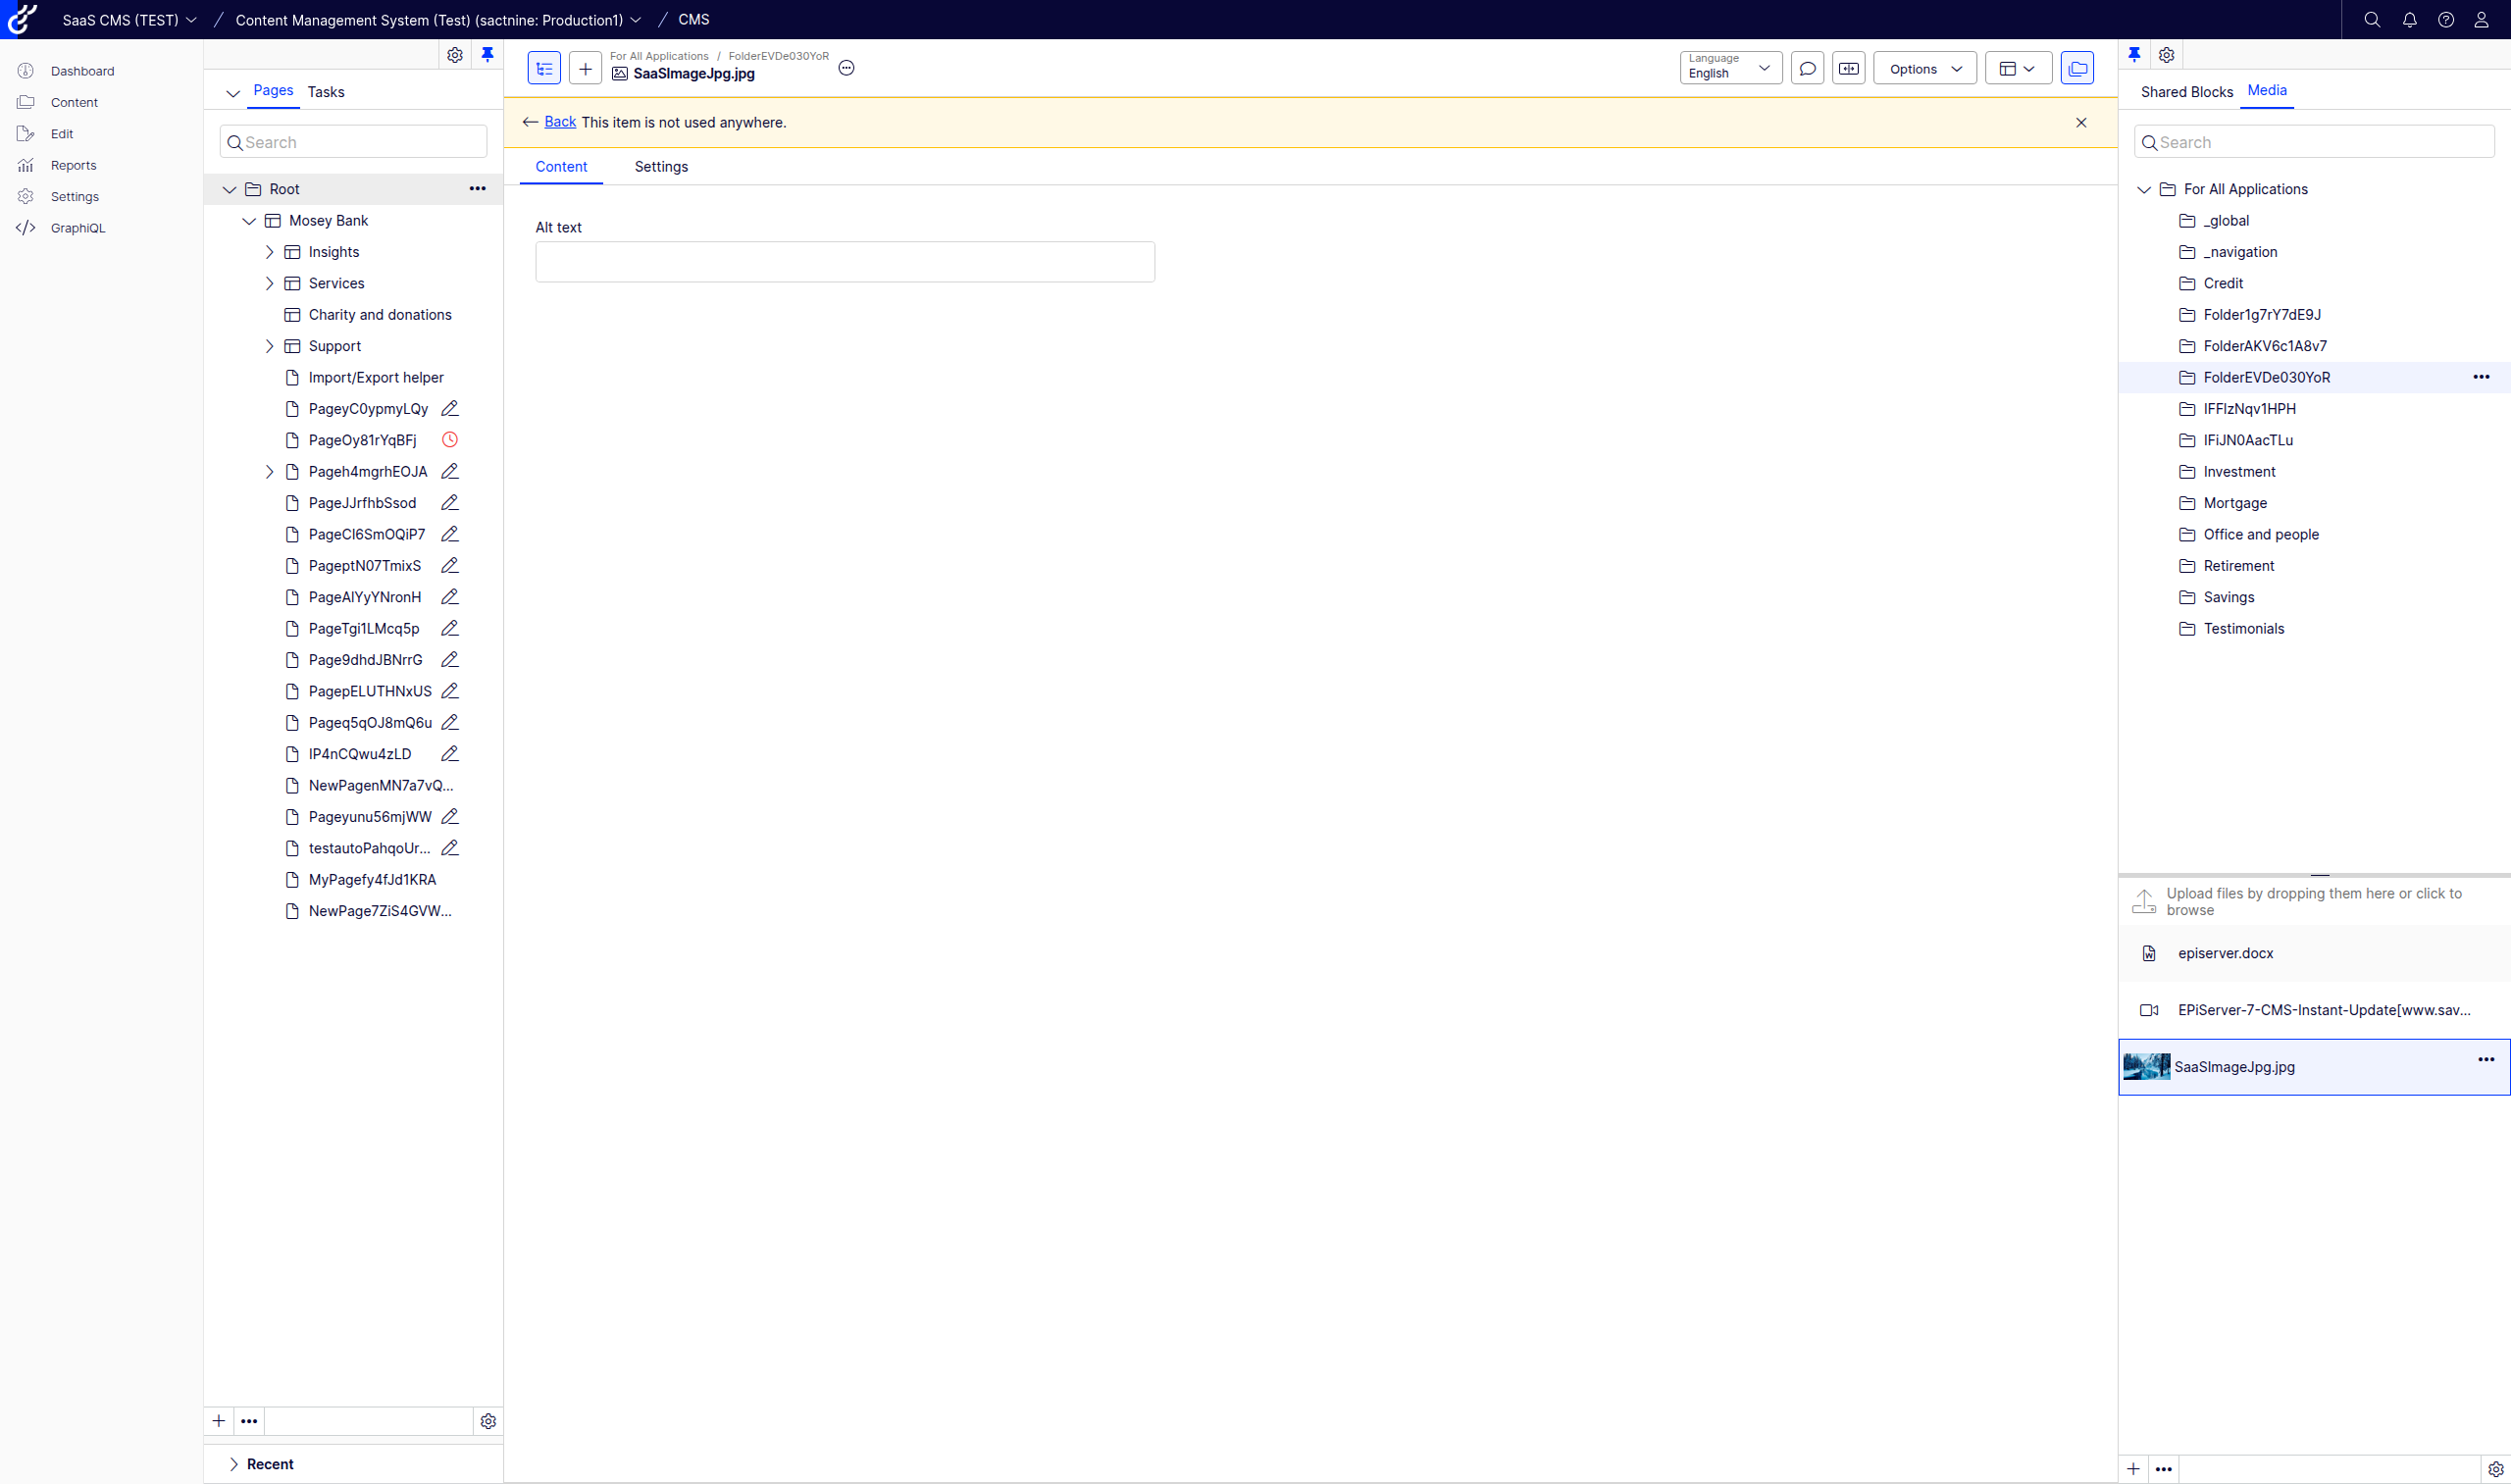 SaaS CMS (TEST) / Content Management System (Test) (sactnine: Production1) / CMS
Dashboard
Content
Edit
Reports
Settings
GraphiQL
Pages Tasks
Search
Root
Mosey Bank
Insights
Services
Charity and donations
Support
Import/Export helper
PageyC0ypmyLQy
PageOy81rYqBFj
Pageh4mgrhEOJA
PageJJrfhbSsod
PageCl6SmOQiP7
PageptN07TmixS
PageAlYyYNronH
PageTgi1LMcq5p
Page9dhdJBNrrG
PagepELUTHNxUS
Pageq5qOJ8mQ6u
IP4nCQwu4zLD
NewPagenMN7a7vQ...
Pageyunu56mjWW
testautoPahqoUr...
MyPagefy4fJd1KRA
NewPage7ZiS4GVW...
Recent
For All Applications / FolderEVDe030YoR
SaaSImageJpg.jpg
Language
English
Options
Back This item is not used anywhere.
Content Settings
Alt text
Shared Blocks Media
Search
For All Applications
_global
_navigation
Credit
Folder1g7rY7dE9J
FolderAKV6c1A8v7
FolderEVDe030YoR
IFFlzNqv1HPH
IFiJN0AacTLu
Investment
Mortgage
Office and people
Retirement
Savings
Testimonials
Upload files by dropping them here or click to
browse
episerver.docx
EPiServer-7-CMS-Instant-Update[www.sav...
SaaSImageJpg.jpg